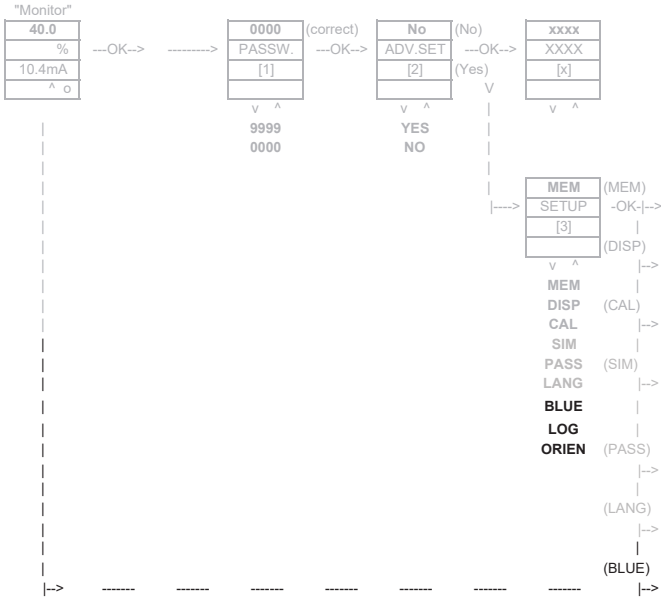 "Monitor"
40.0 0000 (correct) No (No) xxxx
% ---OK--> ---------> PASSW. ---OK--> ADV.SET ---OK--> XXXX
10.4mA [1] [2] (Yes) [x]
^ o V
v ^ v ^ | v ^
| 9999 YES |
| 0000 NO |
| |
| | MEM (MEM)
| |----> SETUP -OK-|-->
| [3] |
| (DISP)
| v ^ |-->
| MEM |
| DISP (CAL)
| CAL |-->
| SIM |
| PASS (SIM)
| LANG |-->
| BLUE |
| LOG |
| ORIEN (PASS)
| |-->
| |
| (LANG)
| |-->
| |
| (BLUE)
|--> ------- ------- ------- ------- ------- ------- ------- |-->